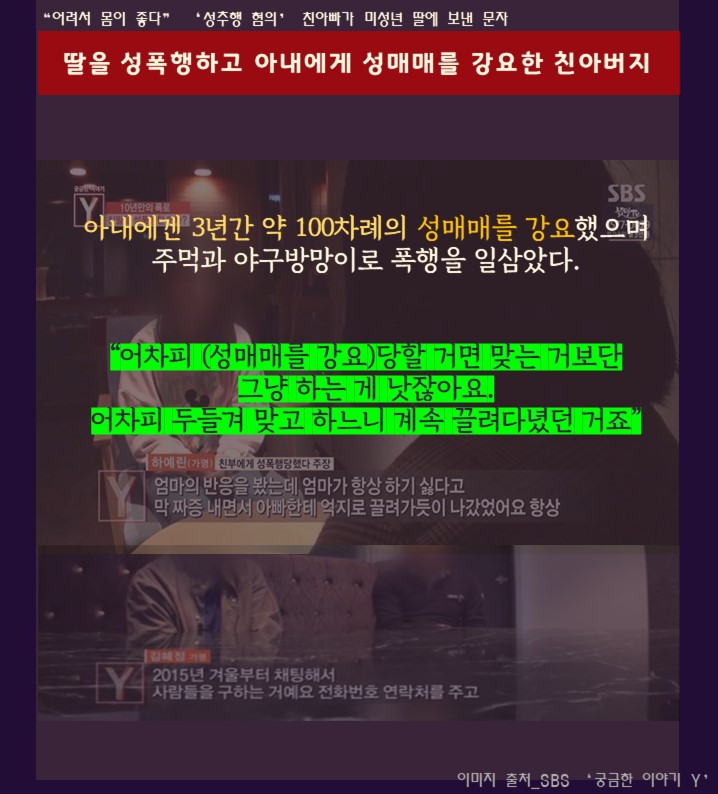 “어려서 몸이 좋다” ‘성추행 혐의’ 친아빠가 미성년 딸에 보낸 문자
딸을 성폭행하고 아내에게 성매매를 강요한 친아버지
궁금한 이야기
Y
10년만의 폭로
SBS
아내에겐 3년간 약 100차례의 성매매를 강요했으며
주먹과 야구방망이로 폭행을 일삼았다.
“어차피 (성매매를 강요)당할 거면 맞는 거보단
그냥 하는 게 낫잖아요.
어차피 두들겨 맞고 하느니 계속 끌려다녔던 거죠”
하예린(가명) 친부에게 성폭행당했다 주장
Y 엄마의 반응을 봤는데 엄마가 항상 하기 싫다고
막 짜증 내면서 아빠한테 억지로 끌려가듯이 나갔었어요 항상
가명
Y 2015년 겨울부터 채팅해서
사람들을 구하는 거예요 전화번호 연락처를 주고
이미지 출처_SBS ‘궁금한 이야기 Y’